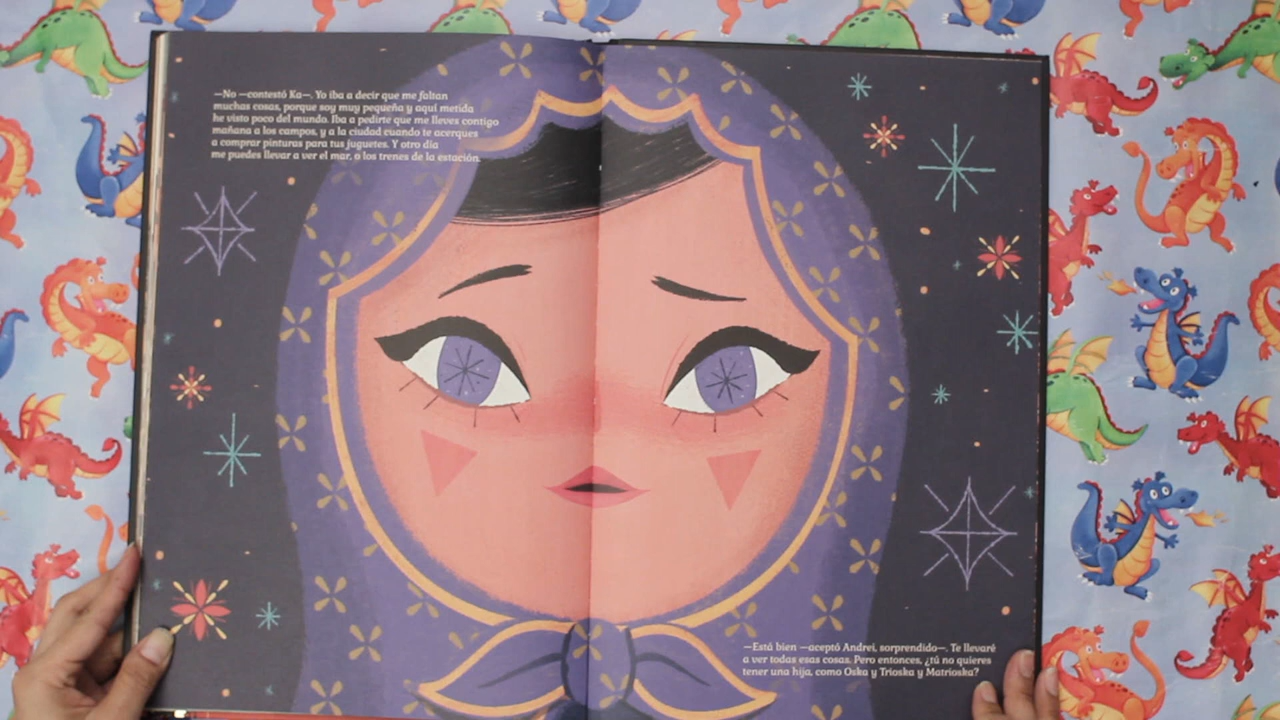 —No —contestó Ka—. Yo iba a decir que me faltan
muchas cosas, porque soy muy pequeña y aquí metida
he visto poco del mundo. Iba a pedirte que me lleves contigo
mañana a los campos, y a la ciudad cuando te acerques
a comprar pinturas para tus juguetes. Y otro día
me puedes llevar a ver el mar, o los trenes de la estación.
—Está bien —aceptó Andrei, sorprendido—. Te llevaré
a ver todas esas cosas. Pero entonces, ¿tú no quieres
tener una hija, como Oska y Trioska y Matrioska?